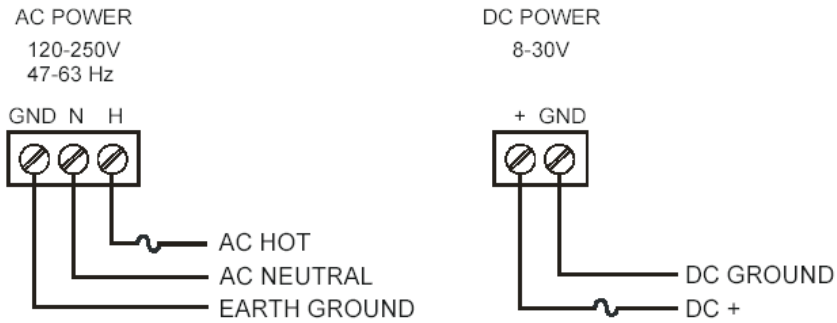 AC POWER
120-250V
47-63 Hz
GND N H
AC HOT
AC NEUTRAL
EARTH GROUND
DC POWER
8-30V
+ GND
DC GROUND
DC +